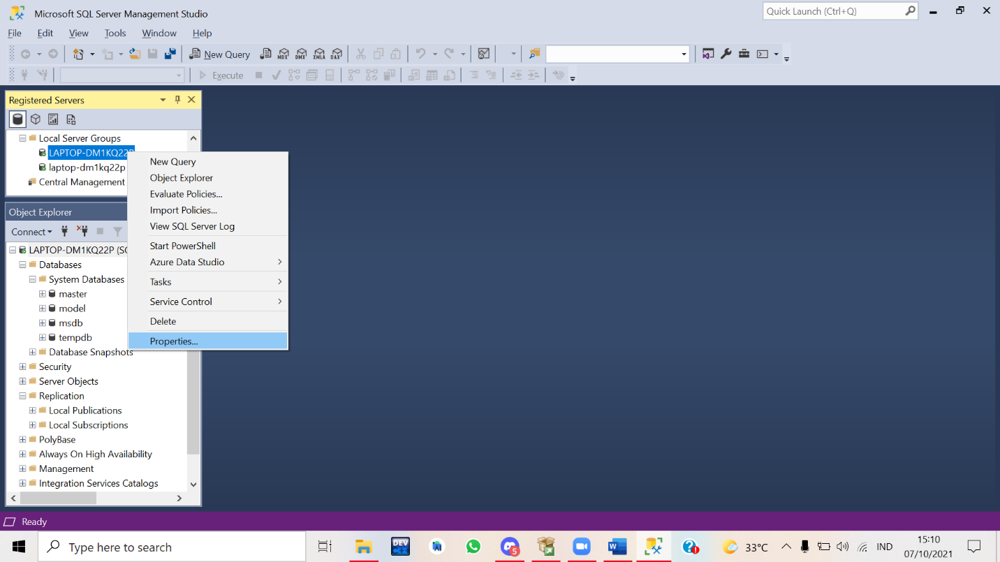 Microsoft SQL Server Management Studio
Quick Launch (Ctrl+Q)
File Edit View Tools Window Help
New Query MDX DMX XMLA DAX
Execute
Registered Servers
Local Server Groups
LAPTOP-DM1KQ22P
laptop-dm1kq22p
Central Management
New Query
Object Explorer
Evaluate Policies...
Import Policies...
View SQL Server Log
Start PowerShell
Azure Data Studio
Tasks
Service Control
Delete
Properties...
Object Explorer
Connect
LAPTOP-DM1KQ22P (SQ
Databases
System Databases
master
model
msdb
tempdb
Database Snapshots
Security
Server Objects
Replication
Local Publications
Local Subscriptions
PolyBase
Always On High Availability
Management
Integration Services Catalogs
Ready
Type here to search
DEV
C++
5
33°C
IND
15:10
07/10/2021